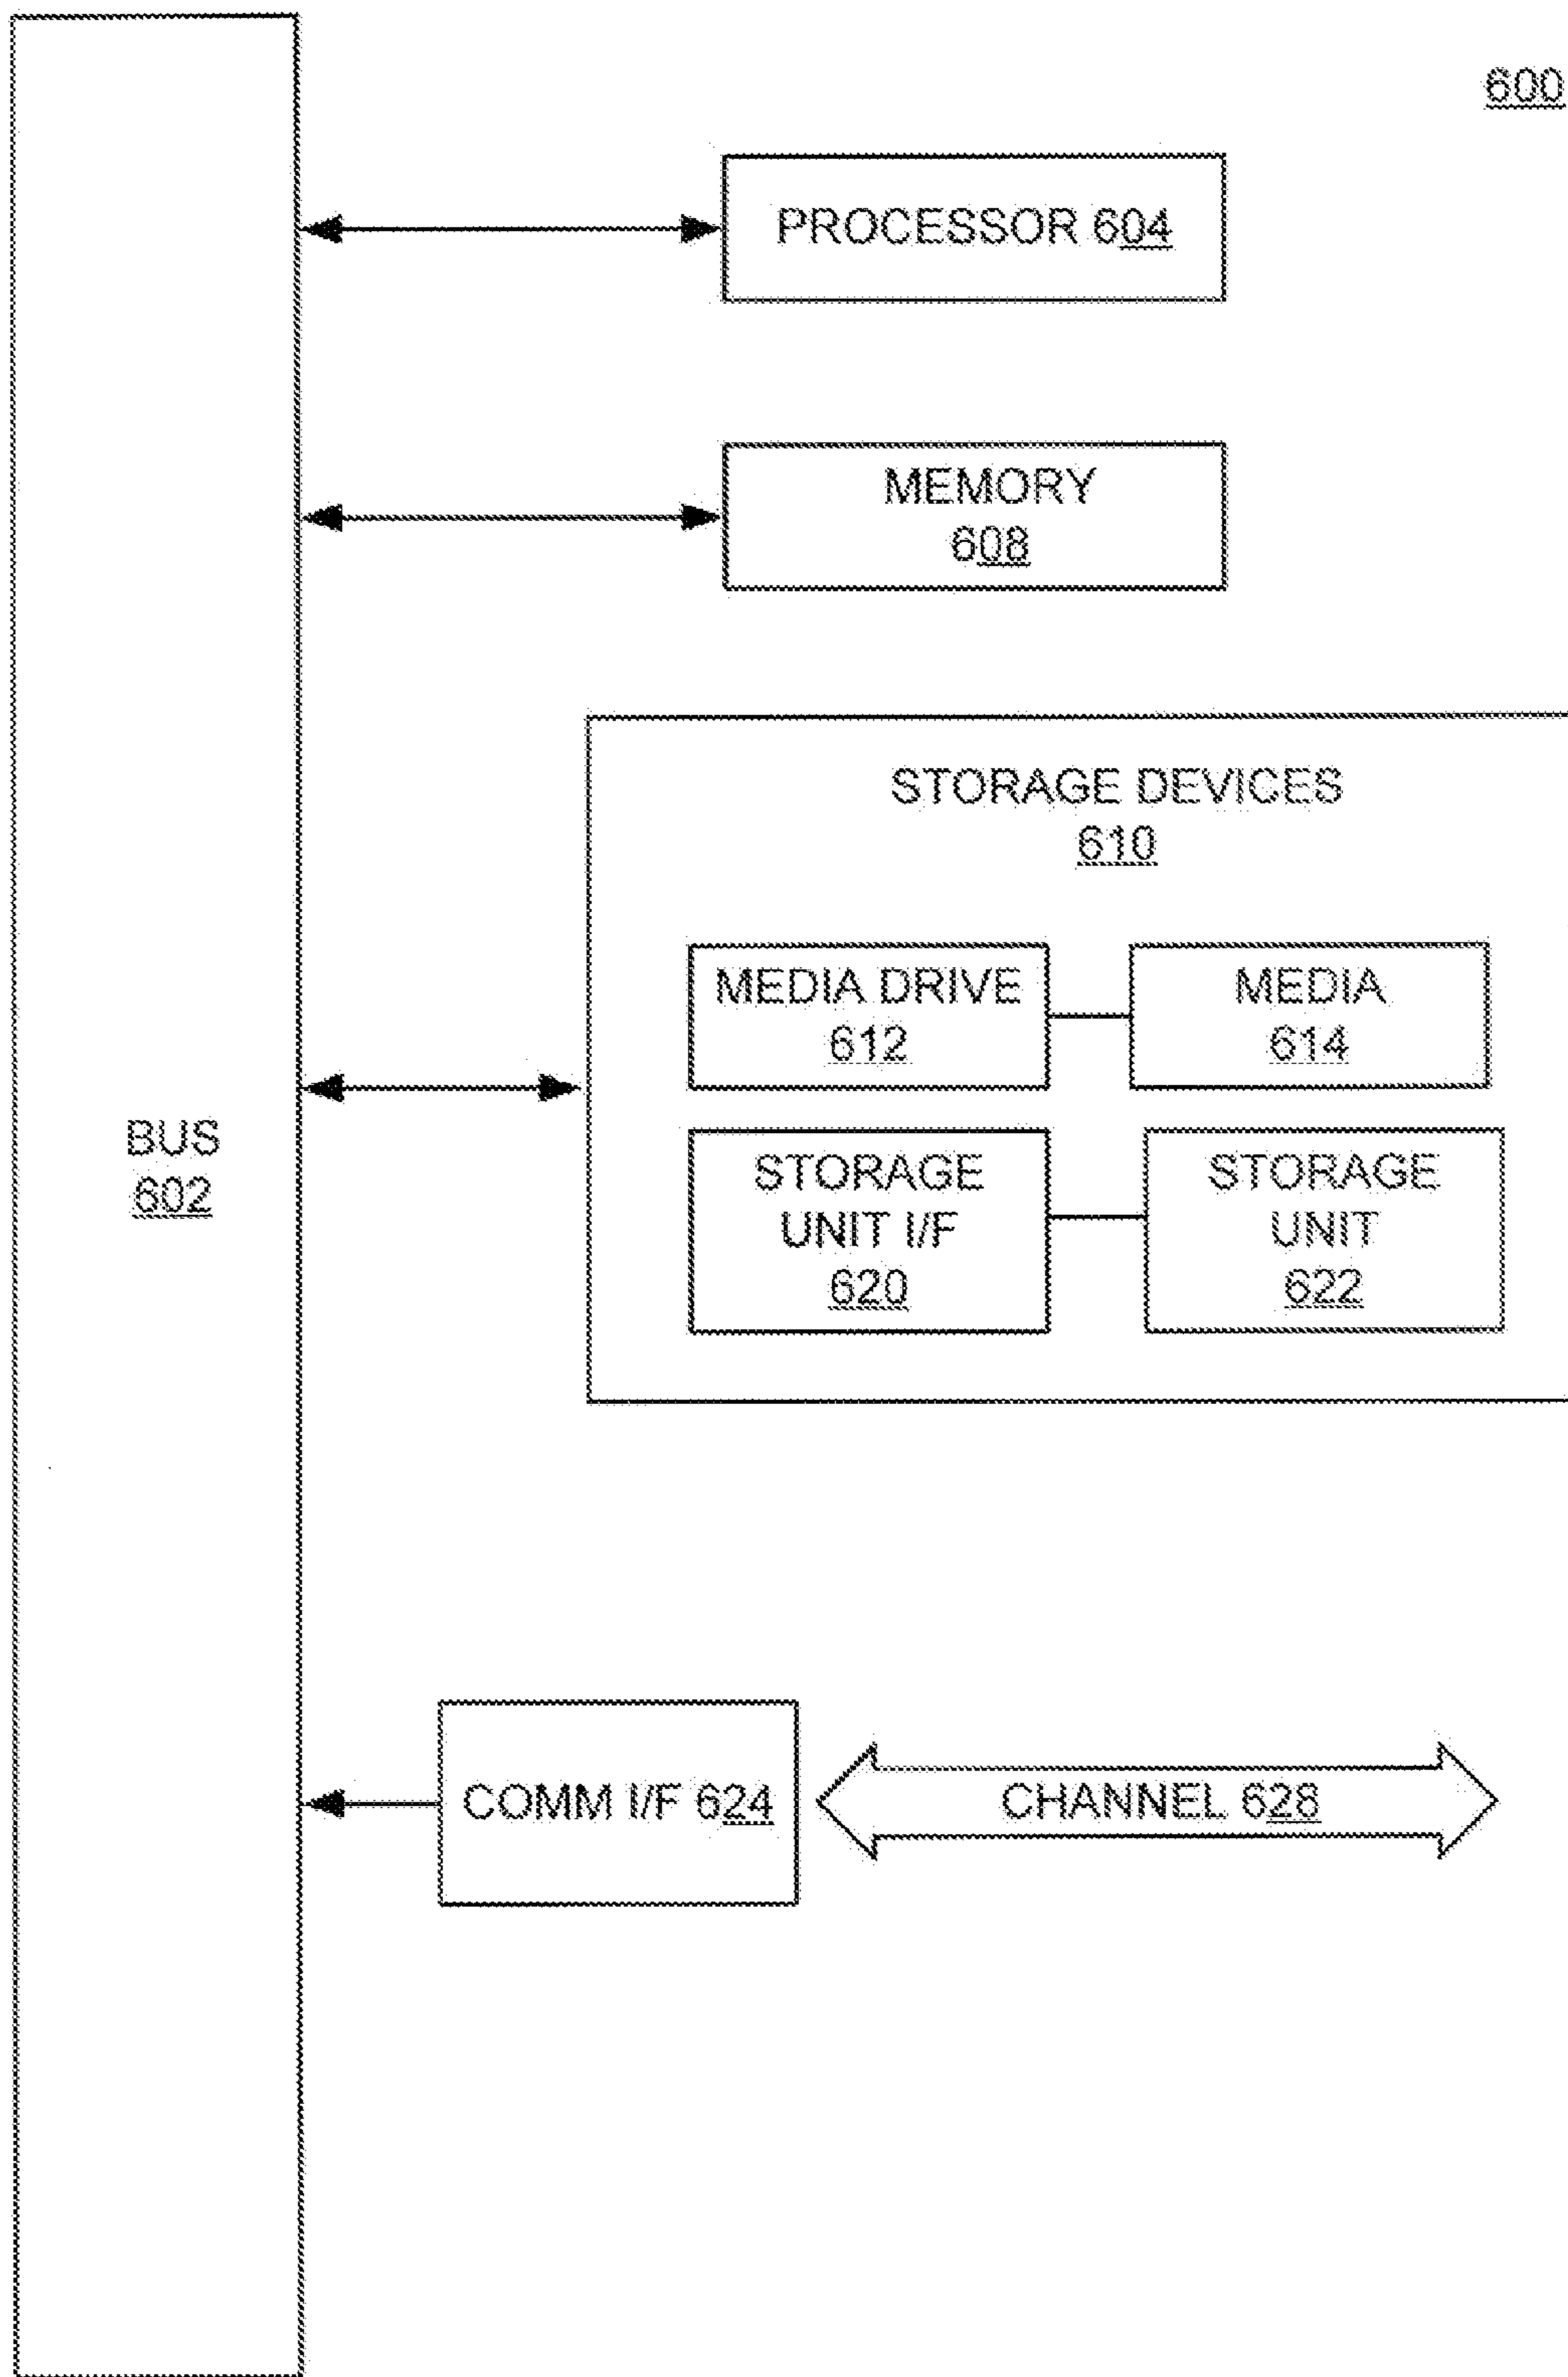 600
PROCESSOR 604
MEMORY
608
STORAGE DEVICES
610
MEDIA DRIVE
612
MEDIA
614
BUS
602
STORAGE
UNIT I/F
620
STORAGE
UNIT
622
COMM I/F 624
CHANNEL 628